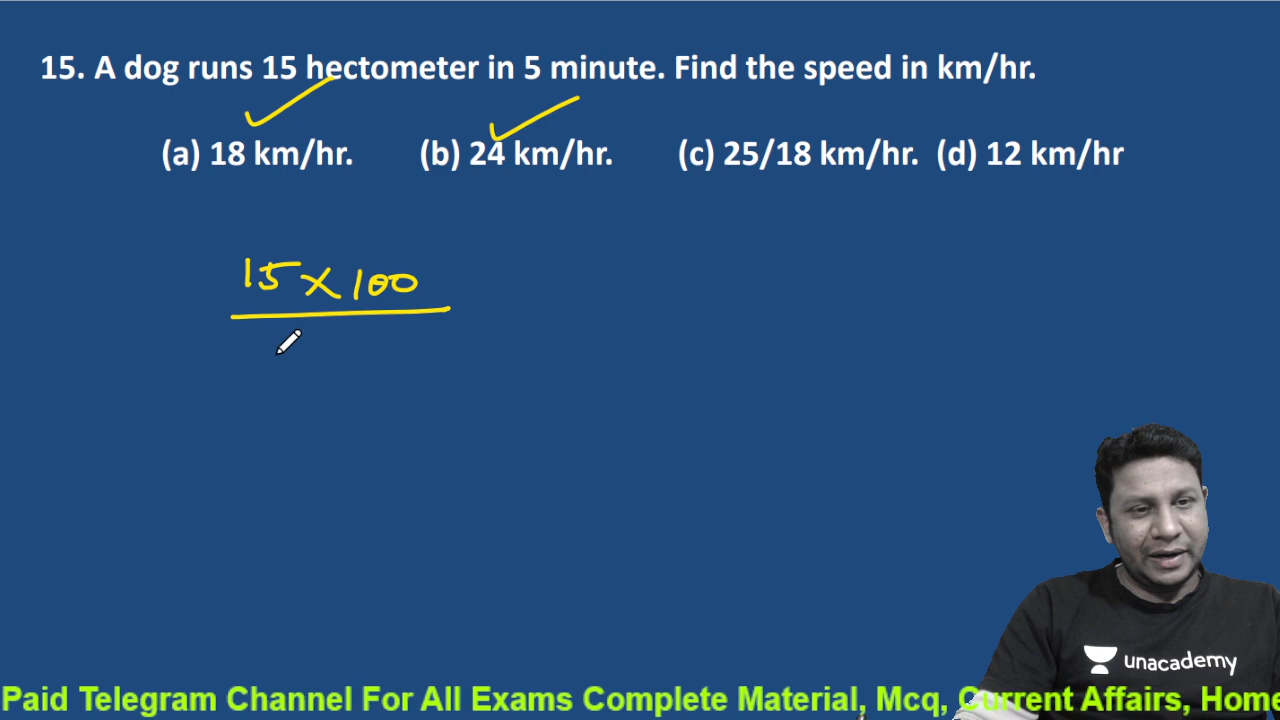 15. A dog runs 15 hectometer in 5 minute. Find the speed in km/hr.
(a) 18 km/hr. (b) 24 km/hr. (c) 25/18 km/hr. (d) 12 km/hr
15 × 100
unacademy
Paid Telegram Channel For All Exams Complete Material, Mcq, Current Affairs, Home